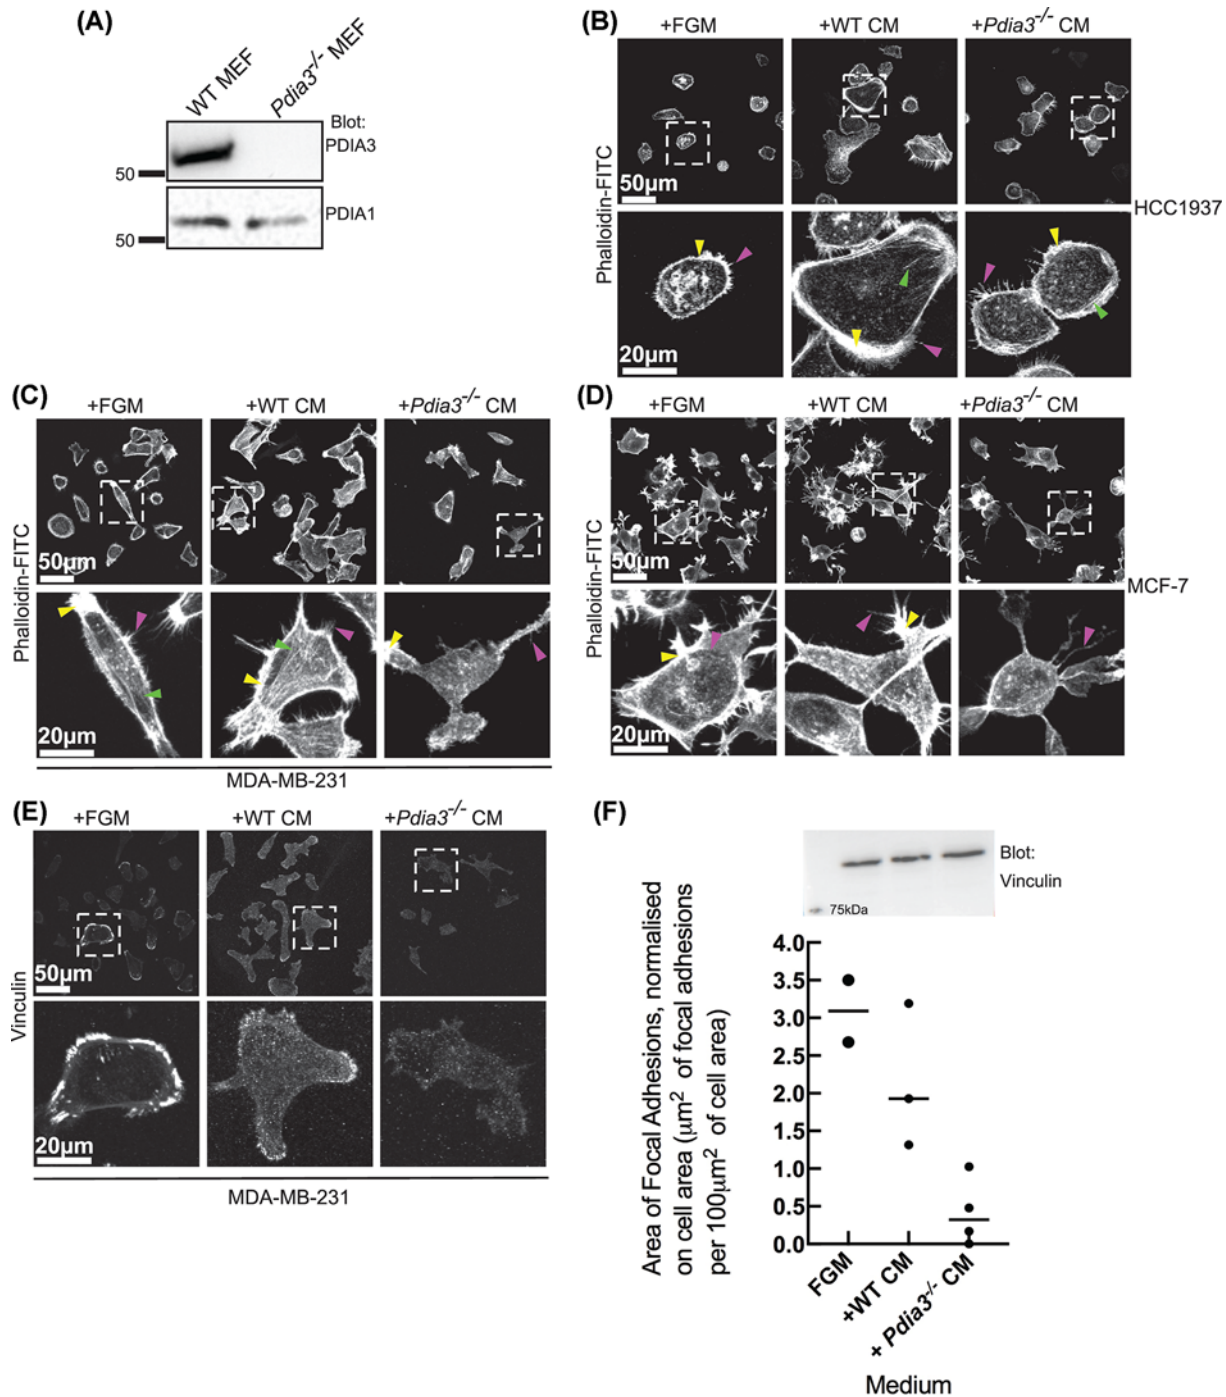 (A)
WT MEF
Pdia3-/- MEF
Blot:
PDIA3
50
PDIA1
50
(B)
+FGM
+WT CM
+Pdia3-/- CM
Phalloidin-FITC
50µm
20µm
HCC1937
(C)
+FGM
+WT CM
+Pdia3-/- CM
Phalloidin-FITC
50µm
20µm
MDA-MB-231
(D)
+FGM
+WT CM
+Pdia3-/- CM
Phalloidin-FITC
50µm
20µm
MCF-7
(E)
+FGM
+WT CM
+Pdia3-/- CM
Vinculin
50µm
20µm
MDA-MB-231
(F)
Blot:
Vinculin
75kDa
Area of Focal Adhesions, normalised
on cell area (µm² of focal adhesions
per 100µm² of cell area)
4.0
3.5
3.0
2.5
2.0
1.5
1.0
0.5
0.0
FGM
+WT CM
+ Pdia3-/- CM
Medium